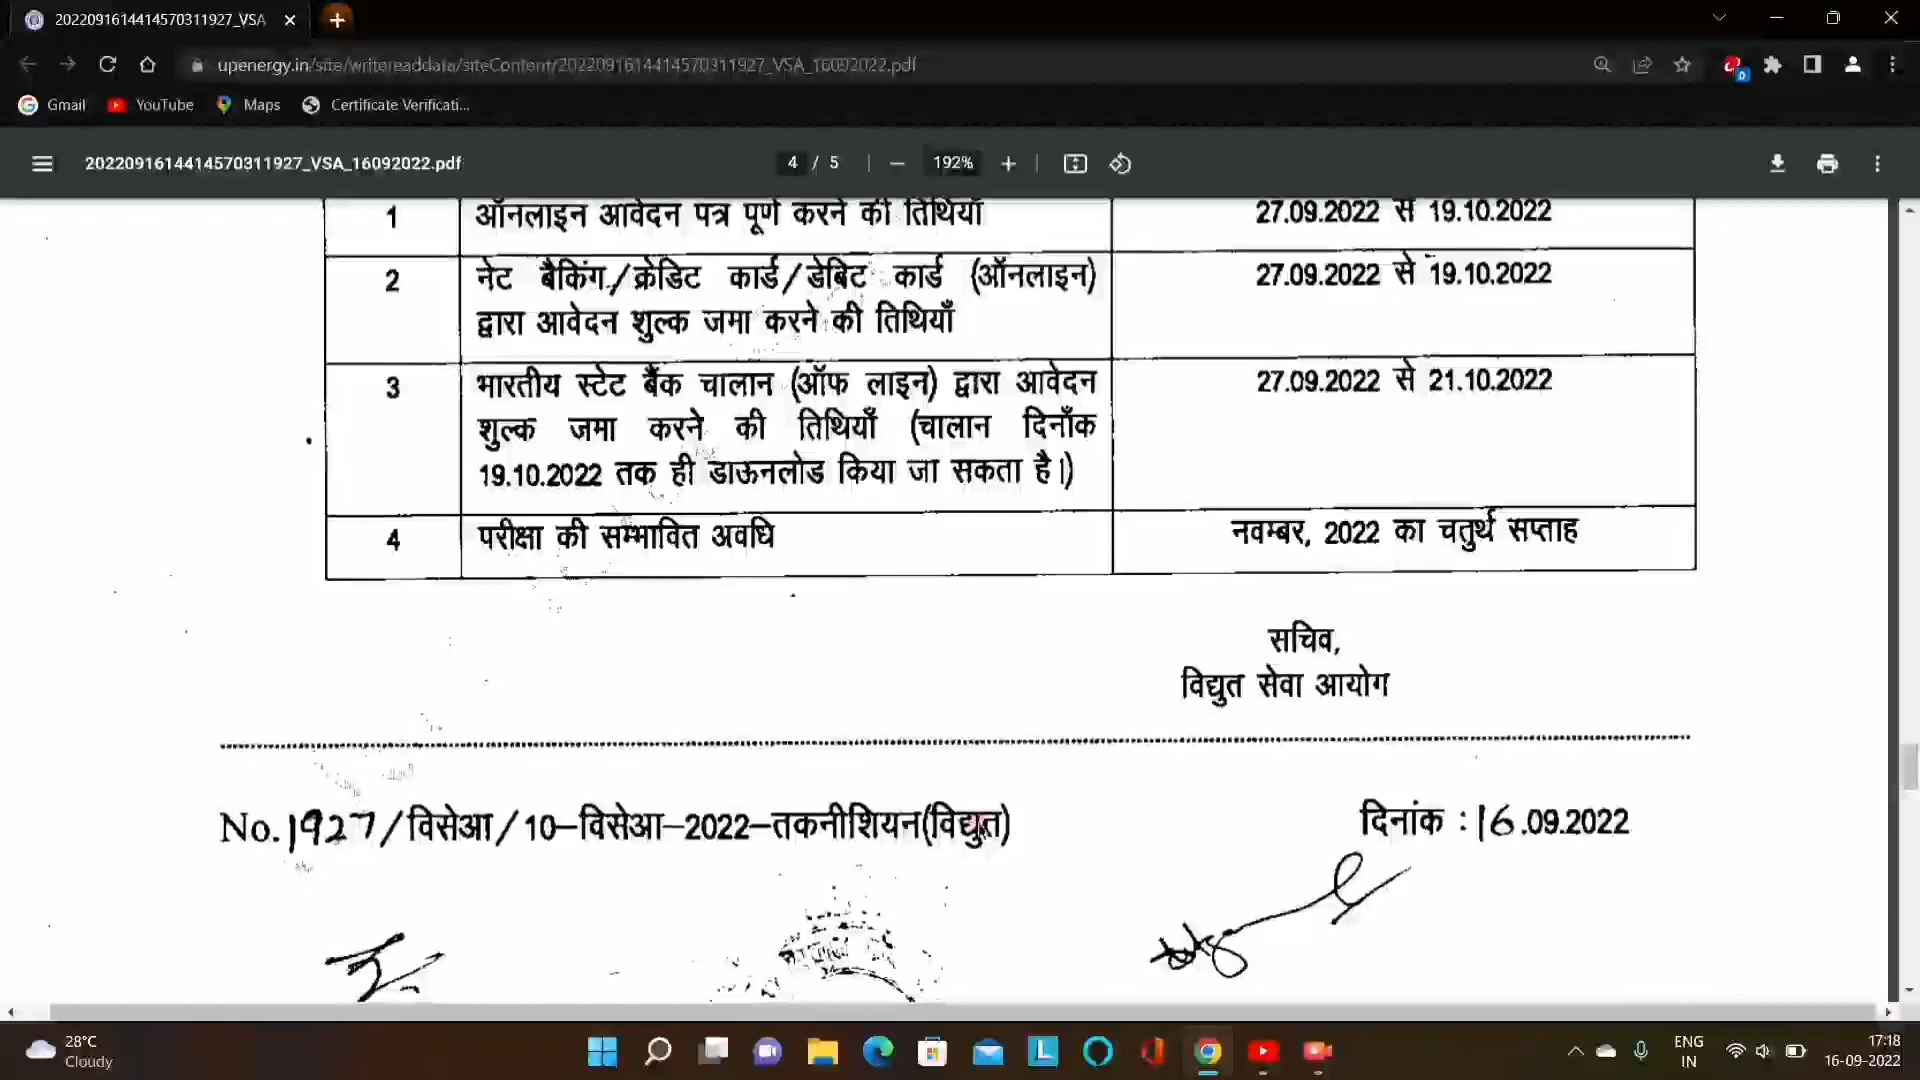 2022091614414570311927_VSA
upenergy.in/site/writereaddata/siteContent/2022091614414570311927_VSA_16092022.pdf
Gmail YouTube Maps Certificate Verificati...
2022091614414570311927_VSA_16092022.pdf 4 / 5 192%
1 ऑनलाइन आवेदन पत्र पूर्ण करने की तिथियाँ 27.09.2022 से 19.10.2022
2 नेट बैकिंग/क्रेडिट कार्ड/डेबिट कार्ड (ऑनलाइन) 27.09.2022 से 19.10.2022
द्वारा आवेदन शुल्क जमा करने की तिथियाँ
3 भारतीय स्टेट बैंक चालान (ऑफ लाइन) द्वारा आवेदन 27.09.2022 से 21.10.2022
शुल्क जमा करने की तिथियाँ (चालान दिनाँक
19.10.2022 तक ही डाऊनलोड किया जा सकता है।)
4 परीक्षा की सम्भावित अवधि नवम्बर, 2022 का चतुर्थ सप्ताह
सचिव,
विद्युत सेवा आयोग
No.1927/विसेआ/10-विसेआ-2022-तकनीशियन(विद्युत) दिनांक :16.09.2022
28°C ENG 17:18
Cloudy IN 16-09-2022